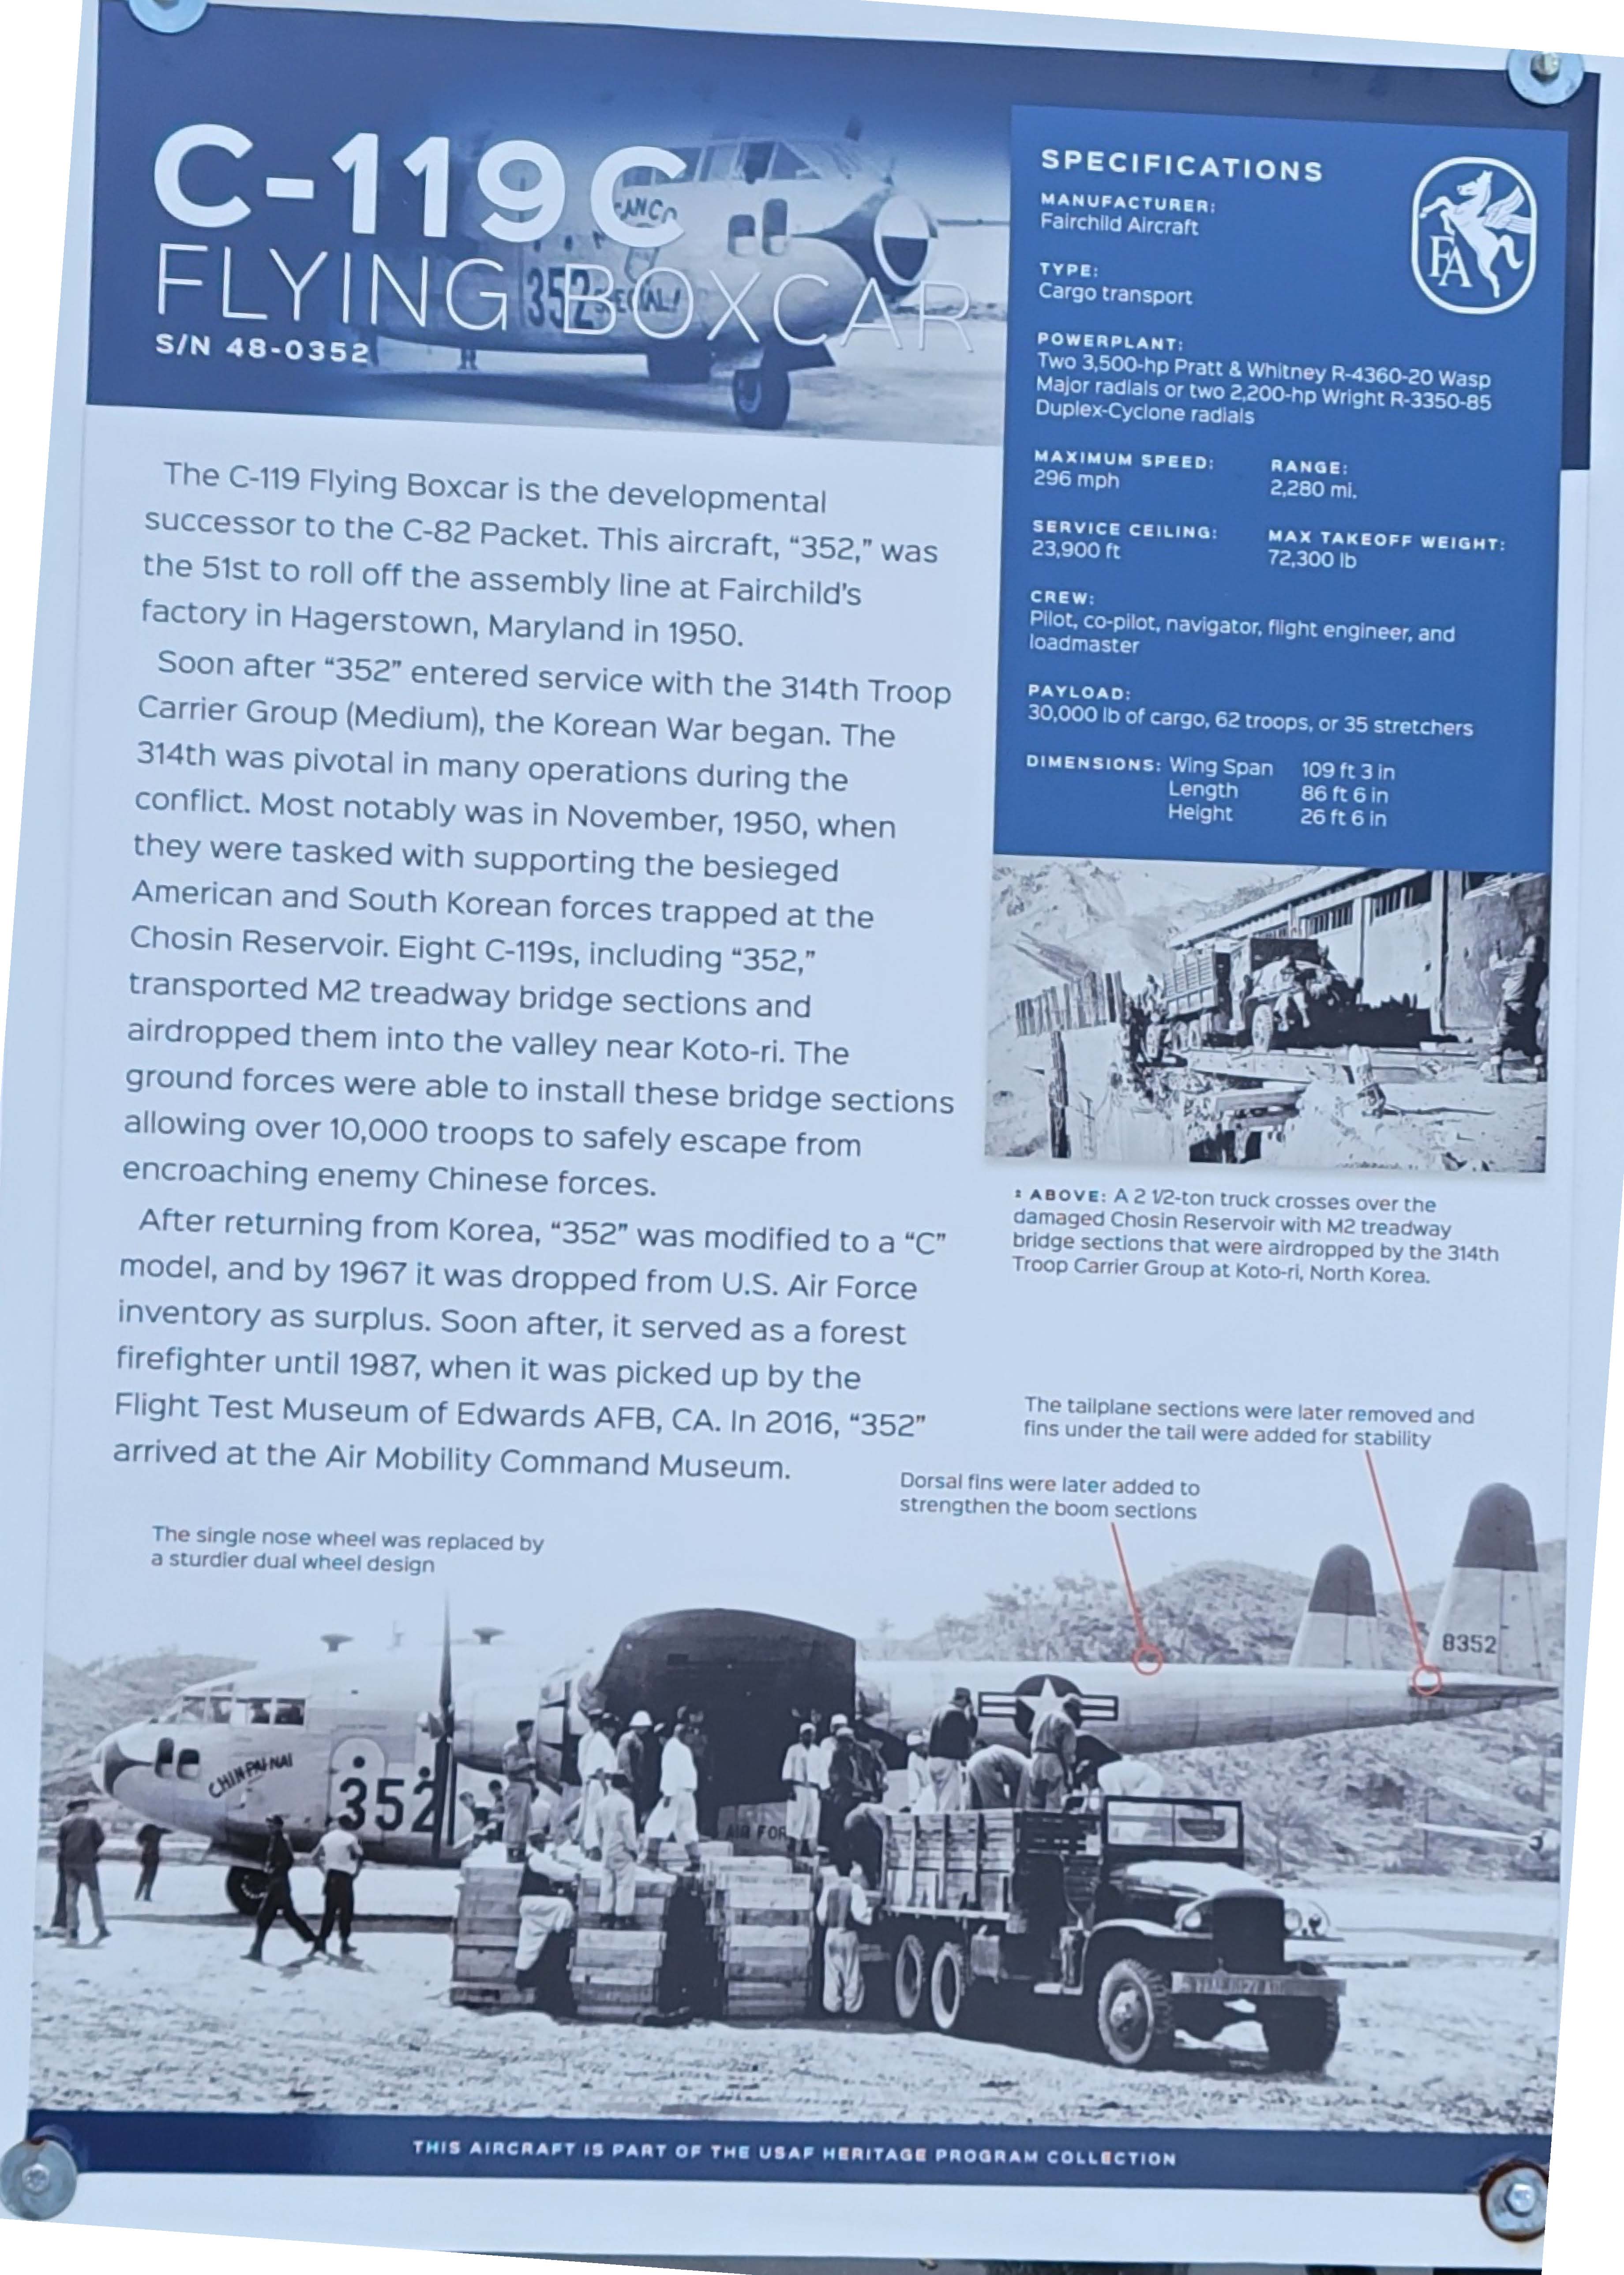 C-119C
FLYING BOXCAR
S/N 48-0352
352
SPECIAL!
The C-119 Flying Boxcar is the developmental
successor to the C-82 Packet. This aircraft, “352,” was
the 51st to roll off the assembly line at Fairchild's
factory in Hagerstown, Maryland in 1950.
Soon after “352” entered service with the 314th Troop
Carrier Group (Medium), the Korean War began. The
314th was pivotal in many operations during the
conflict. Most notably was in November, 1950, when
they were tasked with supporting the besieged
American and South Korean forces trapped at the
Chosin Reservoir. Eight C-119s, including “352,”
transported M2 treadway bridge sections and
airdropped them into the valley near Koto-ri. The
ground forces were able to install these bridge sections
allowing over 10,000 troops to safely escape from
encroaching enemy Chinese forces.
After returning from Korea, “352” was modified to a “C”
model, and by 1967 it was dropped from U.S. Air Force
inventory as surplus. Soon after, it served as a forest
firefighter until 1987, when it was picked up by the
Flight Test Museum of Edwards AFB, CA. In 2016, “352”
arrived at the Air Mobility Command Museum.
SPECIFICATIONS
FA
MANUFACTURER:
Fairchild Aircraft
TYPE:
Cargo transport
POWERPLANT:
Two 3,500-hp Pratt & Whitney R-4360-20 Wasp
Major radials or two 2,200-hp Wright R-3350-85
Duplex-Cyclone radials
MAXIMUM SPEED:
296 mph
RANGE:
2,280 mi.
SERVICE CEILING:
23,900 ft
MAX TAKEOFF WEIGHT:
72,300 lb
CREW:
Pilot, co-pilot, navigator, flight engineer, and
loadmaster
PAYLOAD:
30,000 lb of cargo, 62 troops, or 35 stretchers
DIMENSIONS: Wing Span 109 ft 3 in
Length 86 ft 6 in
Height 26 ft 6 in
ABOVE: A 2 1/2-ton truck crosses over the
damaged Chosin Reservoir with M2 treadway
bridge sections that were airdropped by the 314th
Troop Carrier Group at Koto-ri, North Korea.
The tailplane sections were later removed and
fins under the tail were added for stability
Dorsal fins were later added to
strengthen the boom sections
The single nose wheel was replaced by
a sturdier dual wheel design
8352
CHINPAI-NAI
352
AIR FOR
THIS AIRCRAFT IS PART OF THE USAF HERITAGE PROGRAM COLLECTION